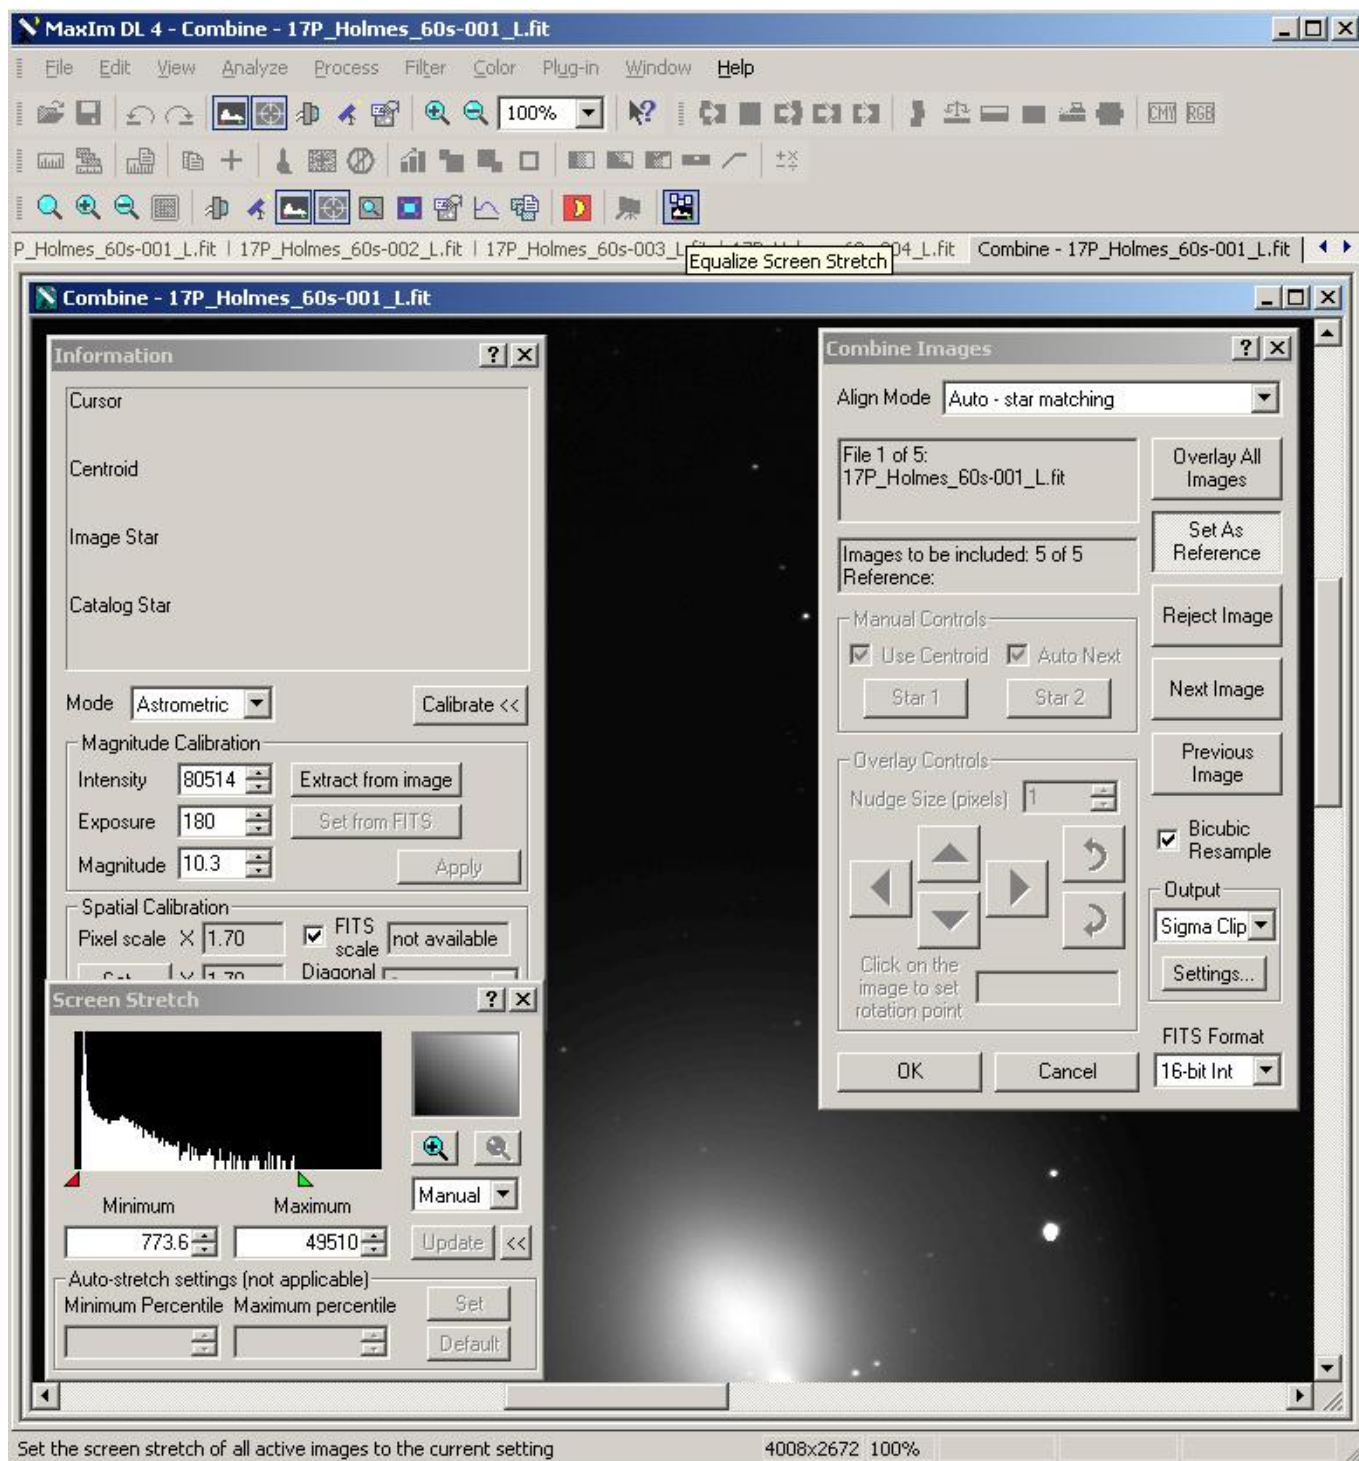 MaxIm DL 4 - Combine - 17P_Holmes_60s-001_L.fit
File Edit View Analyze Process Filter Color Plug-in Window Help
100%
CMY RGB
P_Holmes_60s-001_L.fit | 17P_Holmes_60s-002_L.fit | 17P_Holmes_60s-003_L 04_L.fit Combine - 17P_Holmes_60s-001_L.fit
Equalize Screen Stretch
Combine - 17P_Holmes_60s-001_L.fit
Information
Cursor
Centroid
Image Star
Catalog Star
Mode Astrometric Calibrate <<
Magnitude Calibration
Intensity 80514 Extract from image
Exposure 180 Set from FITS
Magnitude 10.3 Apply
Spatial Calibration
Pixel scale X 1.70 FITS scale not available
Y 1.70 Diagonal
Screen Stretch
Manual
Minimum Maximum
773.6 49510 Update <<
Auto-stretch settings (not applicable)
Minimum Percentile Maximum percentile Set
Default
Combine Images
Align Mode Auto - star matching
File 1 of 5:
17P_Holmes_60s-001_L.fit
Images to be included: 5 of 5
Reference:
Manual Controls
Use Centroid Auto Next
Star 1 Star 2
Overlay Controls
Nudge Size (pixels) 1
Click on the
image to set
rotation point
OK Cancel
Overlay All
Images
Set As
Reference
Reject Image
Next Image
Previous
Image
Bicubic
Resample
Output
Sigma Clip
Settings...
FITS Format
16-bit Int
Set the screen stretch of all active images to the current setting 4008x2672 100%